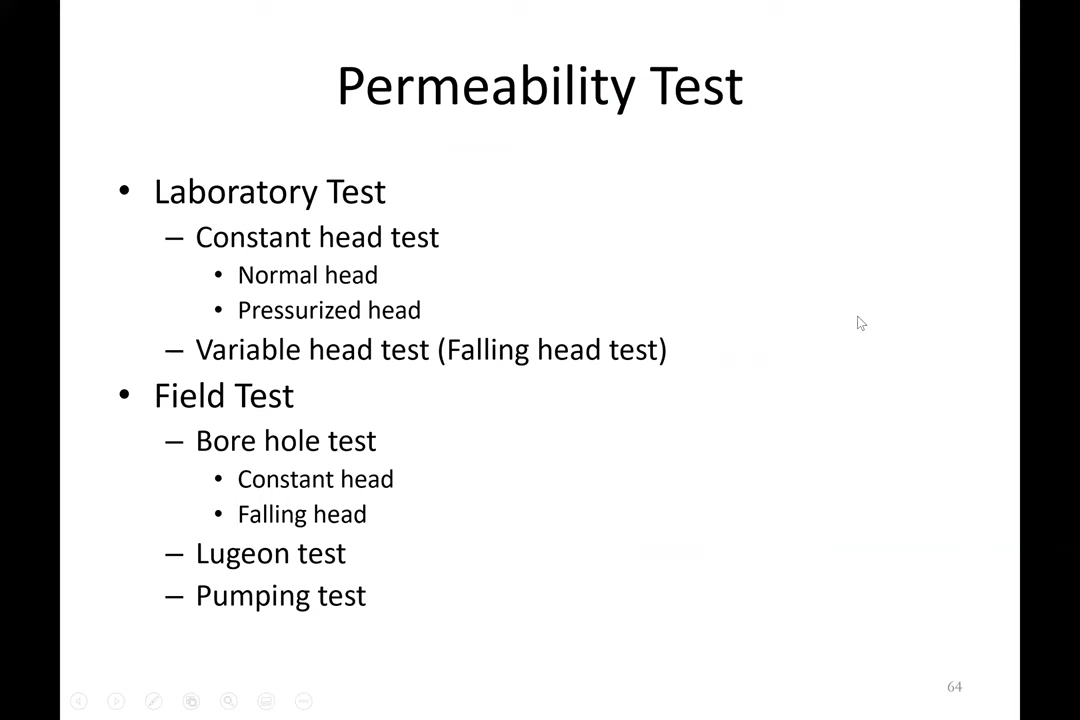 Permeability Test
• Laboratory Test
– Constant head test
• Normal head
• Pressurized head
– Variable head test (Falling head test)
• Field Test
– Bore hole test
• Constant head
• Falling head
– Lugeon test
– Pumping test
64